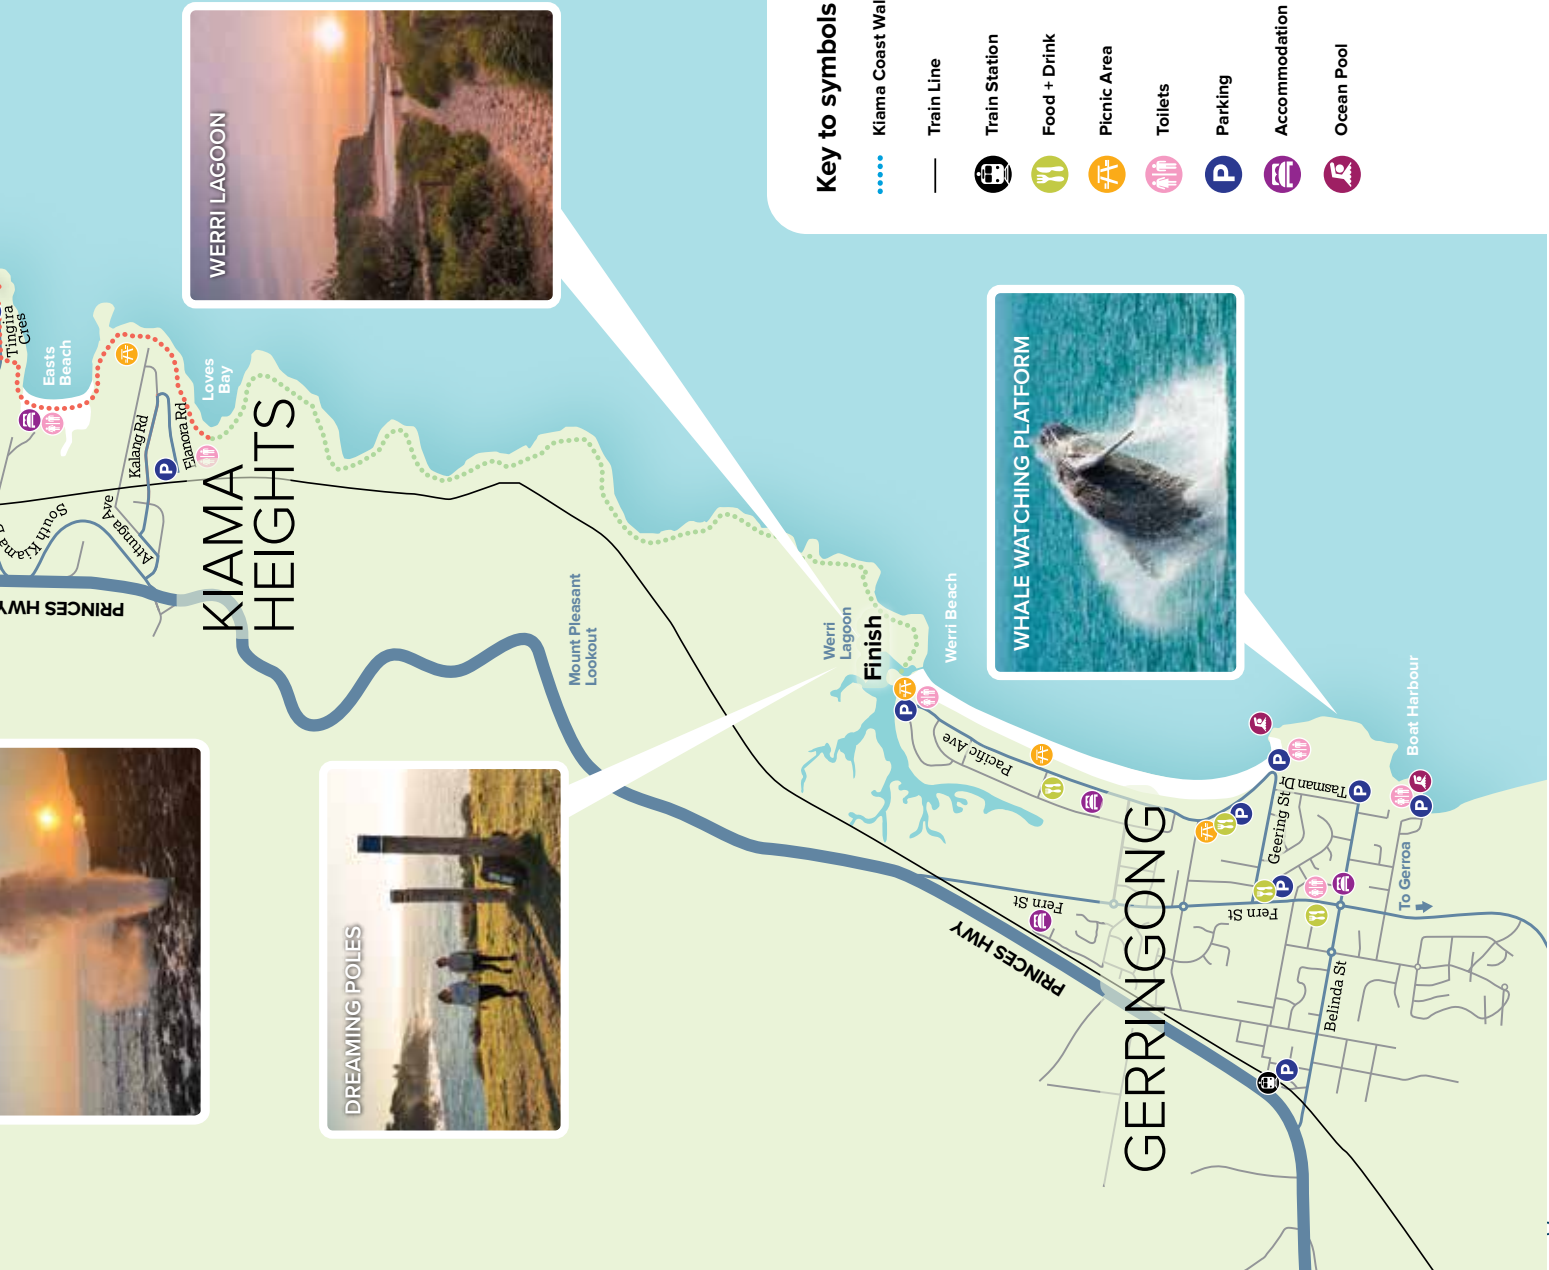 WERRI LAGOON
Key to symbols
Kiama Coast Wal
Train Line
Train Station
Food + Drink
Picnic Area
Toilets
Parking
P
Accommodation
Ocean Pool
Tingira
Cres
Easts
Beach
Loves
Bay
Kalang Rd
Elanora Rd
P
South Kiama
Attunga Ave
PRINCES HWY
KIAMA
HEIGHTS
Mount Pleasant
Lookout
Werri
Lagoon
Finish
Werri Beach
WHALE WATCHING PLATFORM
DREAMING POLES
P
Pacific Ave
P
P
Boat Harbour
Tasman Dr
P
P
Geering St
P
To Gerroa
Fern St
Fern St
PRINCES HWY
GERRINGONG
Belinda St
P